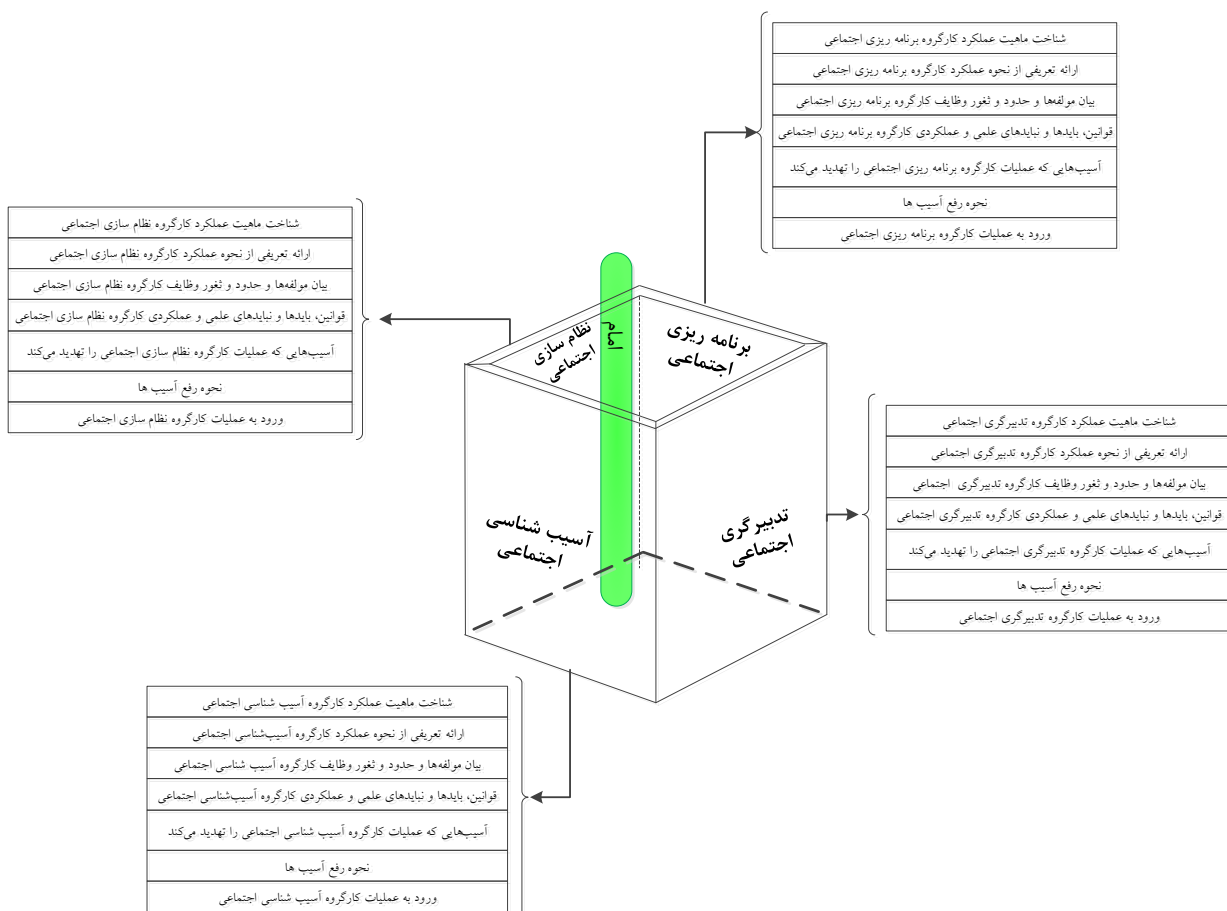 شناخت ماهیت عملکرد کارگروه برنامه ریزی اجتماعی
ارائه تعریفی از نحوه عملکرد کارگروه برنامه ریزی اجتماعی
بیان مولفه‌ها و حدود و ثغور وظایف کارگروه برنامه ریزی اجتماعی
قوانین، بایدها و نبایدهای علمی و عملکردی کارگروه برنامه ریزی اجتماعی
آسیب‌هایی که عملیات کارگروه برنامه ریزی اجتماعی را تهدید می‌کند
نحوه رفع آسیب ها
ورود به عملیات کارگروه برنامه ریزی اجتماعی
شناخت ماهیت عملکرد کارگروه نظام سازی اجتماعی
ارائه تعریفی از نحوه عملکرد کارگروه نظام سازی اجتماعی
بیان مولفه‌ها و حدود و ثغور وظایف کارگروه نظام سازی اجتماعی
قوانین، بایدها و نبایدهای علمی و عملکردی کارگروه نظام سازی اجتماعی
آسیب‌هایی که عملیات کارگروه نظام سازی اجتماعی را تهدید می‌کند
نحوه رفع آسیب ها
ورود به عملیات کارگروه نظام سازی اجتماعی
برنامه ریزی
اجتماعی
امام
نظام سازی
اجتماعی
تدبیرگری
اجتماعی
آسیب شناسی
اجتماعی
شناخت ماهیت عملکرد کارگروه تدبیرگری اجتماعی
ارائه تعریفی از نحوه عملکرد کارگروه تدبیرگری اجتماعی
بیان مولفه‌ها و حدود و ثغور وظایف کارگروه تدبیرگری اجتماعی
قوانین، بایدها و نبایدهای علمی و عملکردی کارگروه تدبیرگری اجتماعی
آسیب‌هایی که عملیات کارگروه تدبیرگری اجتماعی را تهدید می‌کند
نحوه رفع آسیب ها
ورود به عملیات کارگروه تدبیرگری اجتماعی
شناخت ماهیت عملکرد کارگروه آسیب شناسی اجتماعی
ارائه تعریفی از نحوه عملکرد کارگروه آسیب‌شناسی اجتماعی
بیان مولفه‌ها و حدود و ثغور وظایف کارگروه آسیب شناسی اجتماعی
قوانین، بایدها و نبایدهای علمی و عملکردی کارگروه آسیب‌شناسی اجتماعی
آسیب‌هایی که عملیات کارگروه آسیب شناسی اجتماعی را تهدید می‌کند
نحوه رفع آسیب ها
ورود به عملیات کارگروه آسیب شناسی اجتماعی